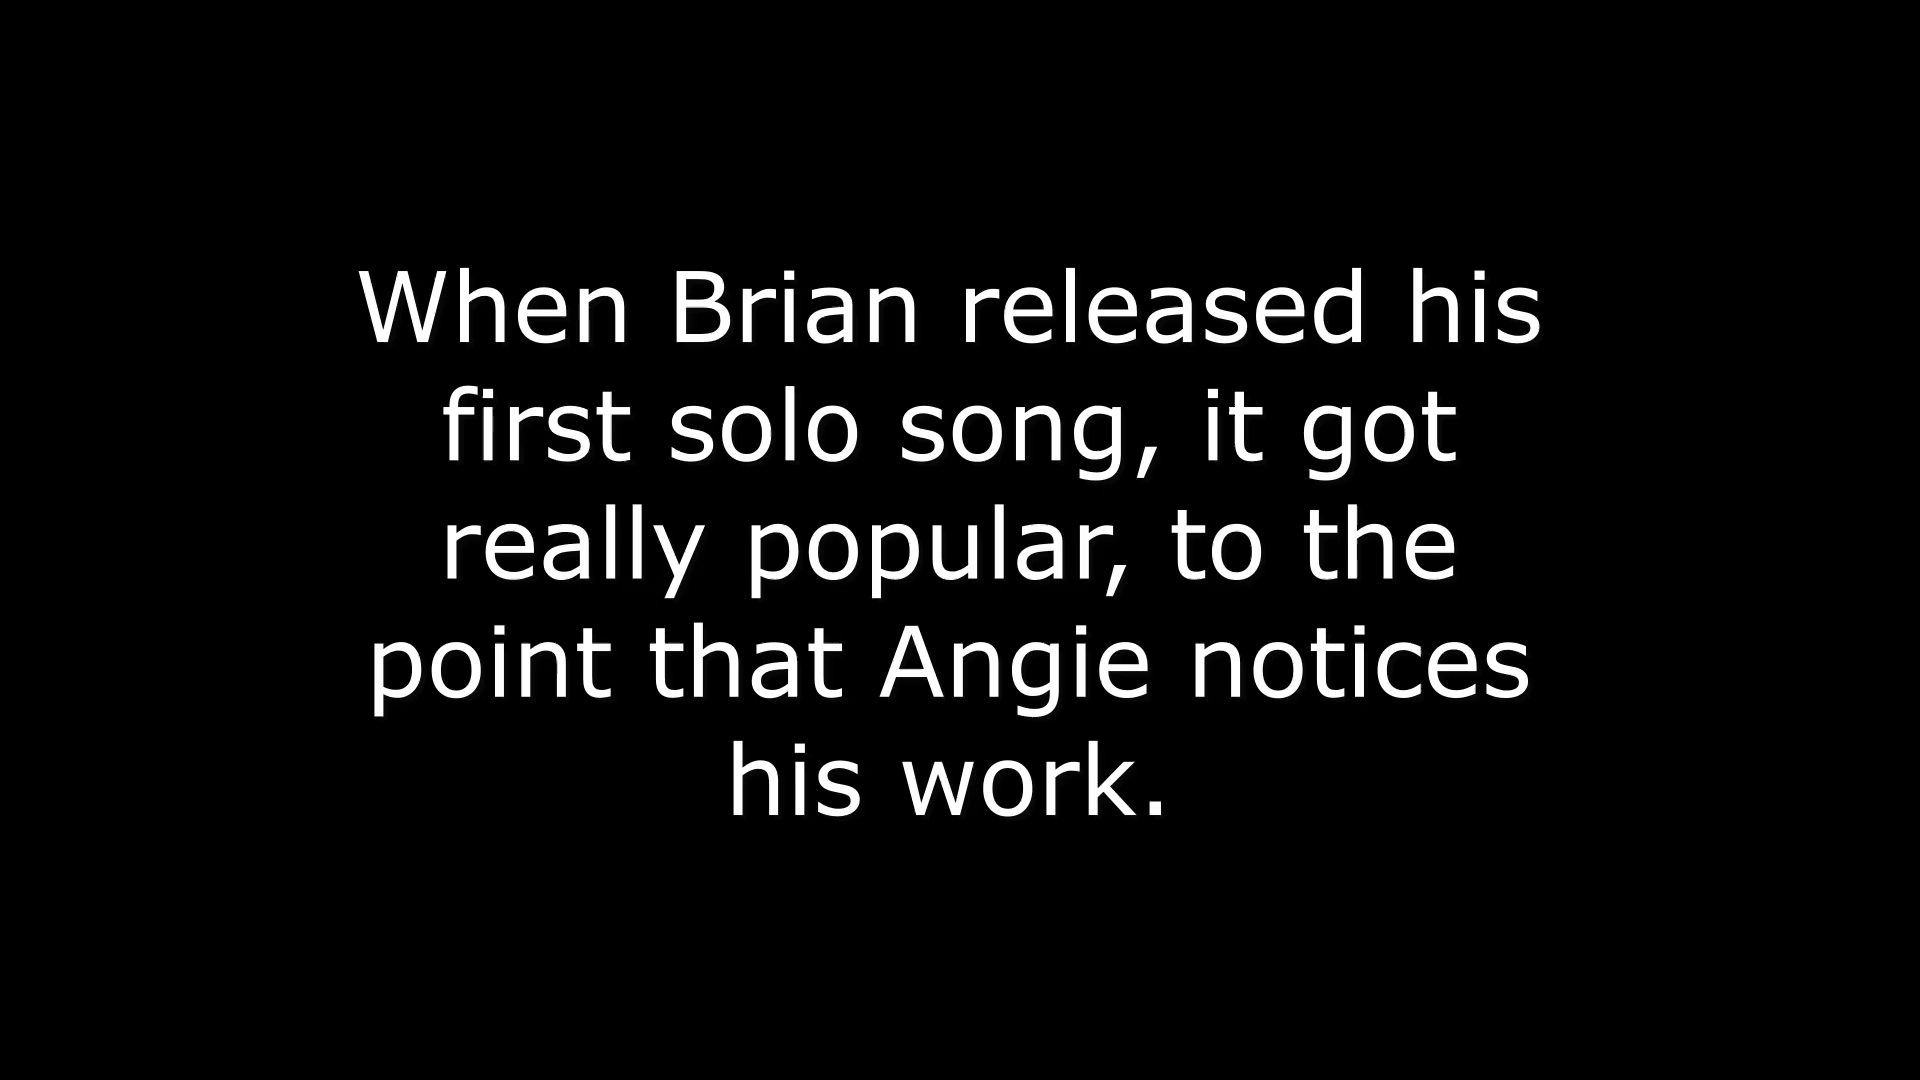 When Brian released his
first solo song, it got
really popular, to the
point that Angie notices
his work.